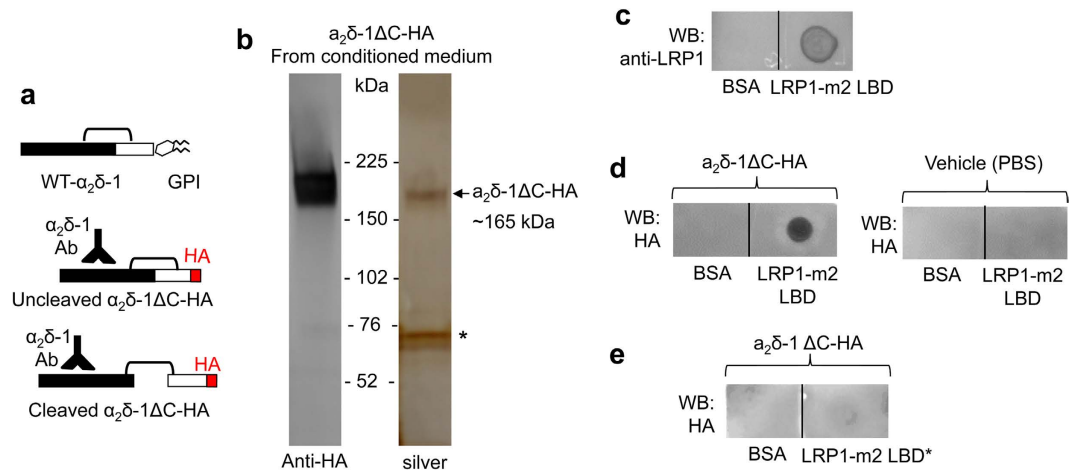 a
WT-α₂δ-1 GPI
α₂δ-1
Ab
HA
Uncleaved α₂δ-1ΔC-HA
α₂δ-1
Ab
HA
Cleaved α₂δ-1ΔC-HA
b
a₂δ-1ΔC-HA
From conditioned medium
kDa
- 225 -
a₂δ-1ΔC-HA
~165 kDa
- 150 -
- 102 -
- 76 -
*
- 52 -
Anti-HA silver
c
WB:
anti-LRP1
BSA LRP1-m2 LBD
d
a₂δ-1ΔC-HA
WB:
HA
BSA LRP1-m2
LBD
Vehicle (PBS)
WB:
HA
BSA LRP1-m2
LBD
e
a₂δ-1 ΔC-HA
WB:
HA
BSA LRP1-m2 LBD*